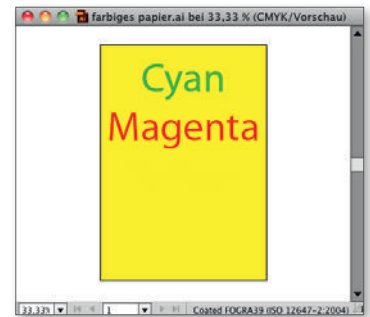 farbiges papier.ai bei 33,33 % (CMYK/Vorschau)
Cyan
Magenta
33,33% 1 Coated FOGRA39 (ISO 12647-2:2004)